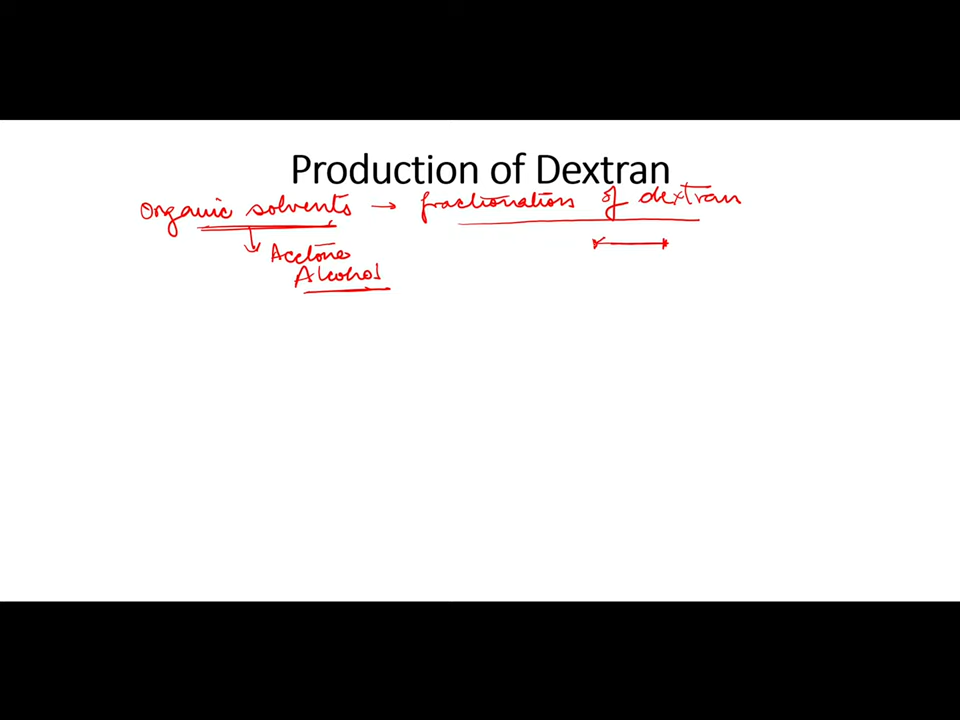 Production of Dextran
Organic solvents → fractionation of dextran
Acetone
Alcohol